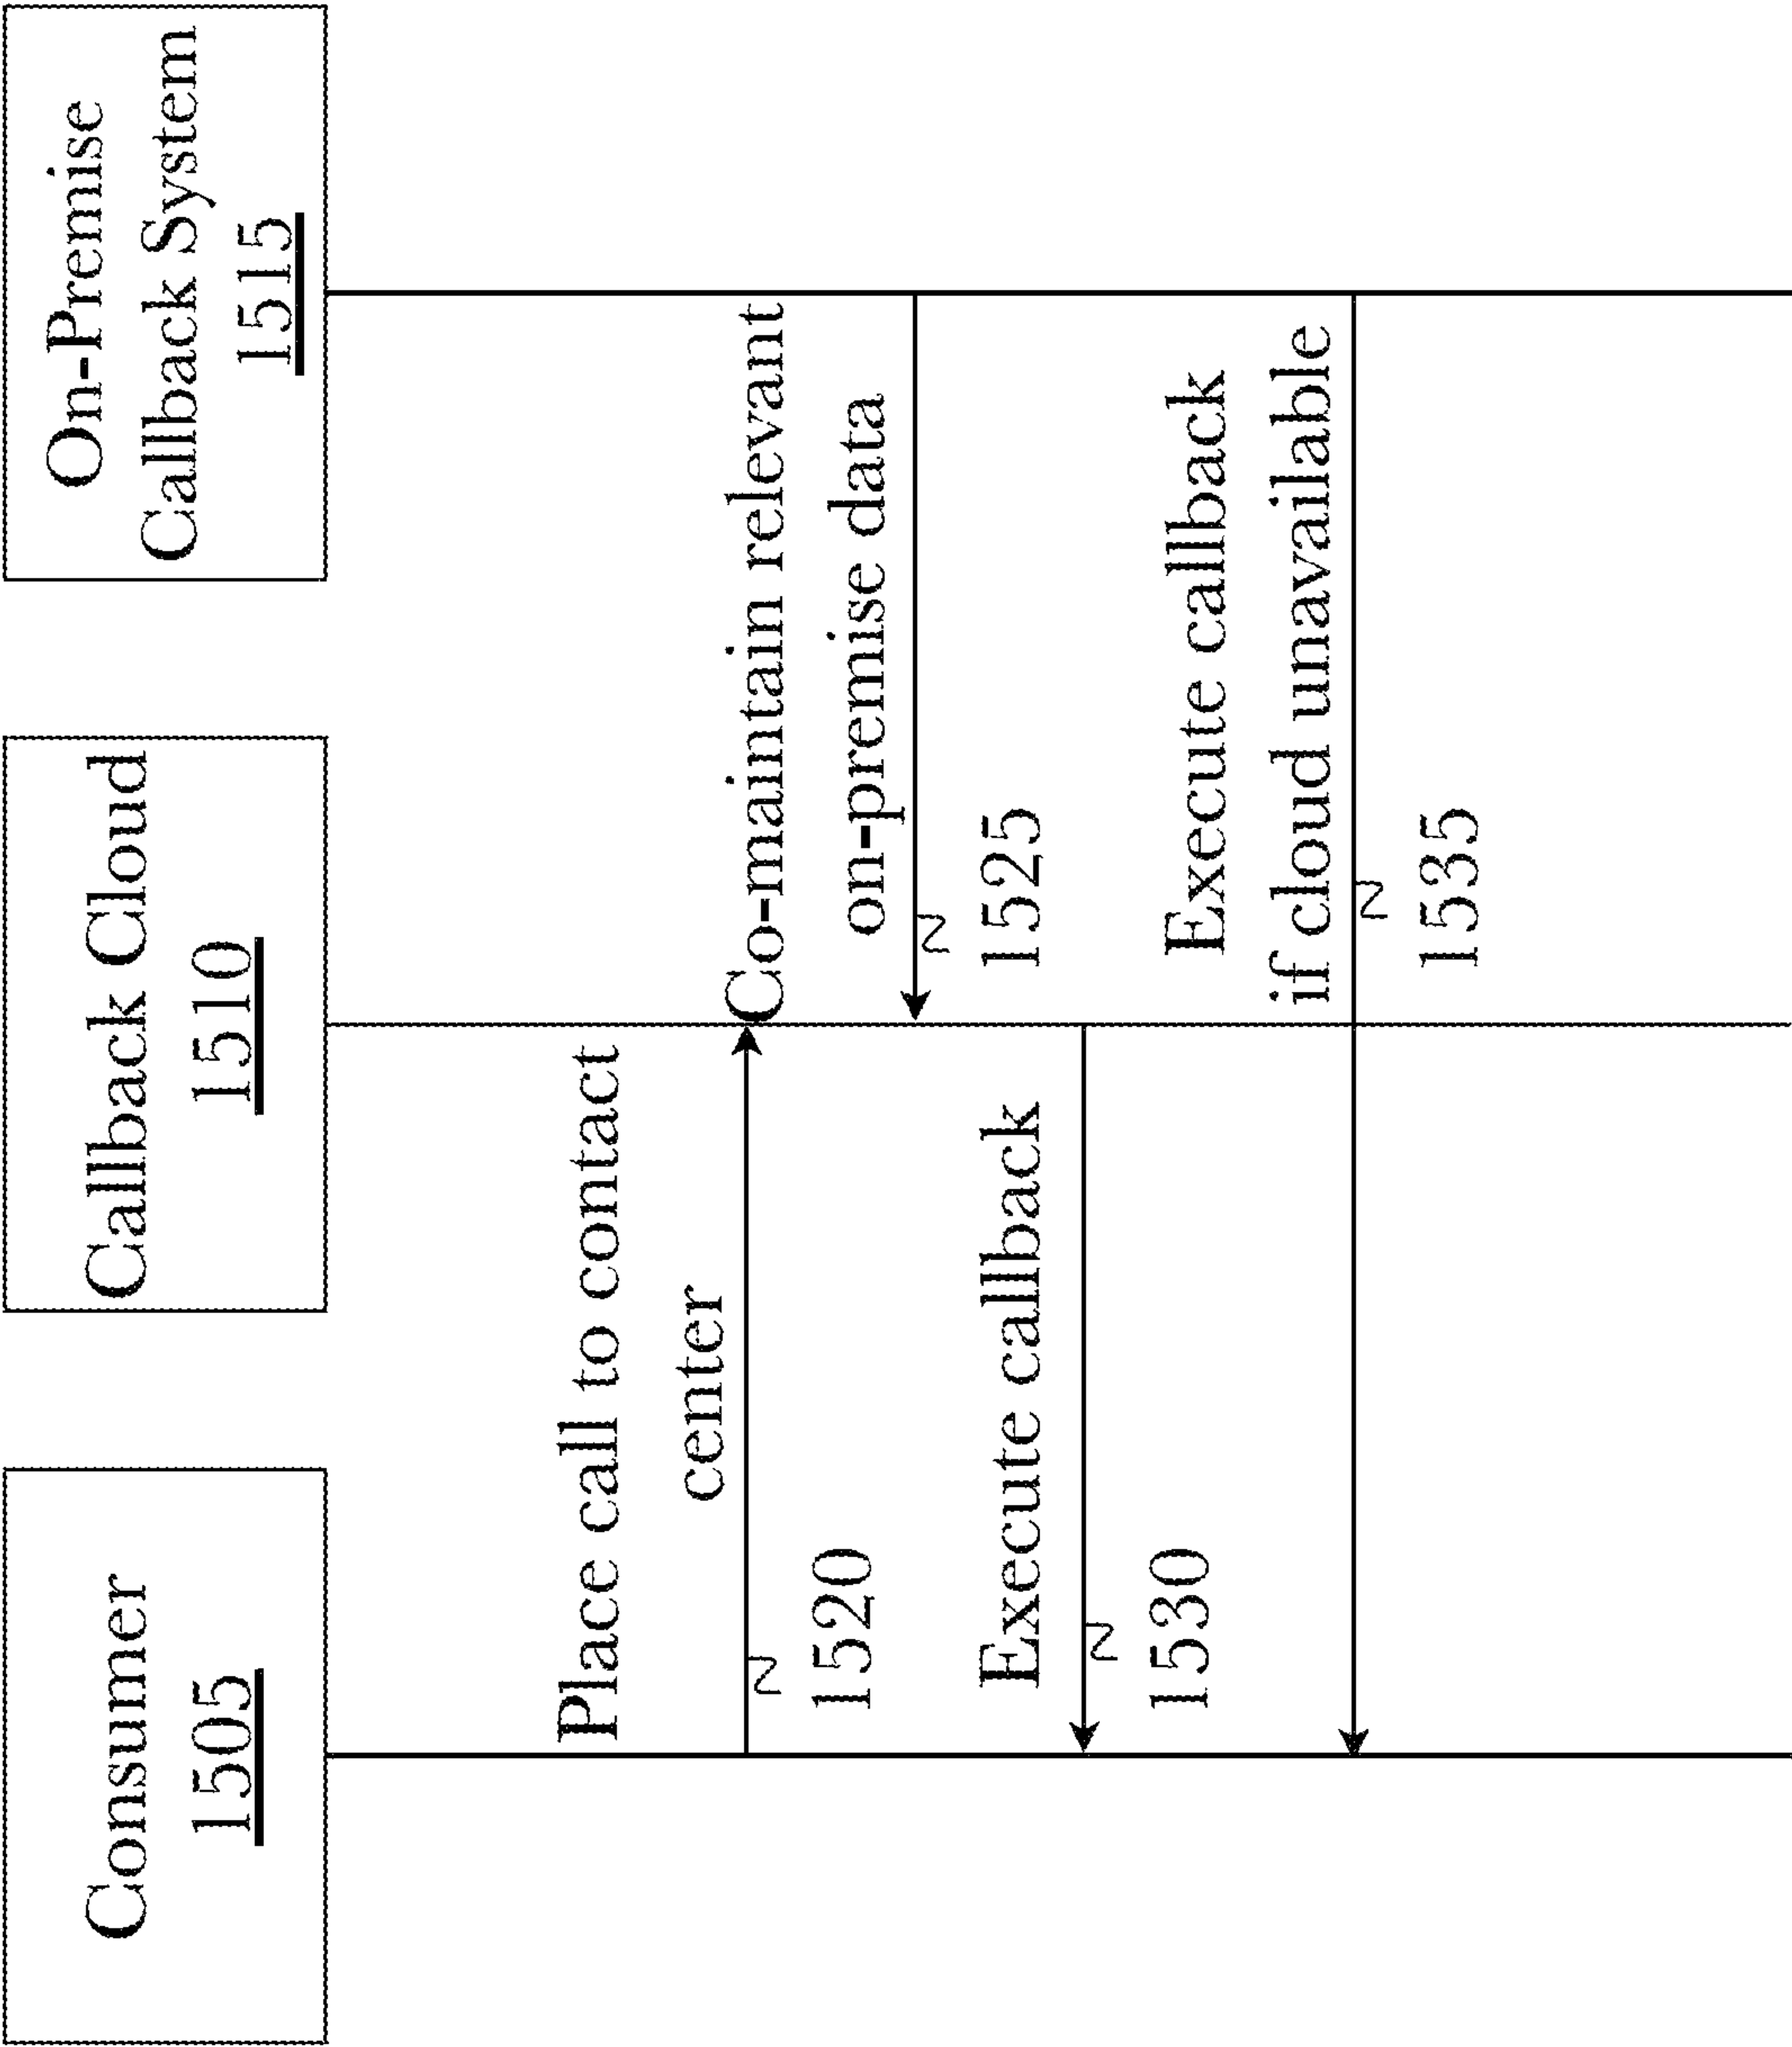 Consumer
1505
Callback Cloud
1510
On-Premise
Callback System
1515
Place call to contact
center
1520
Co-maintain relevant
on-premise data
1525
Execute callback
1530
Execute callback
if cloud unavailable
1535